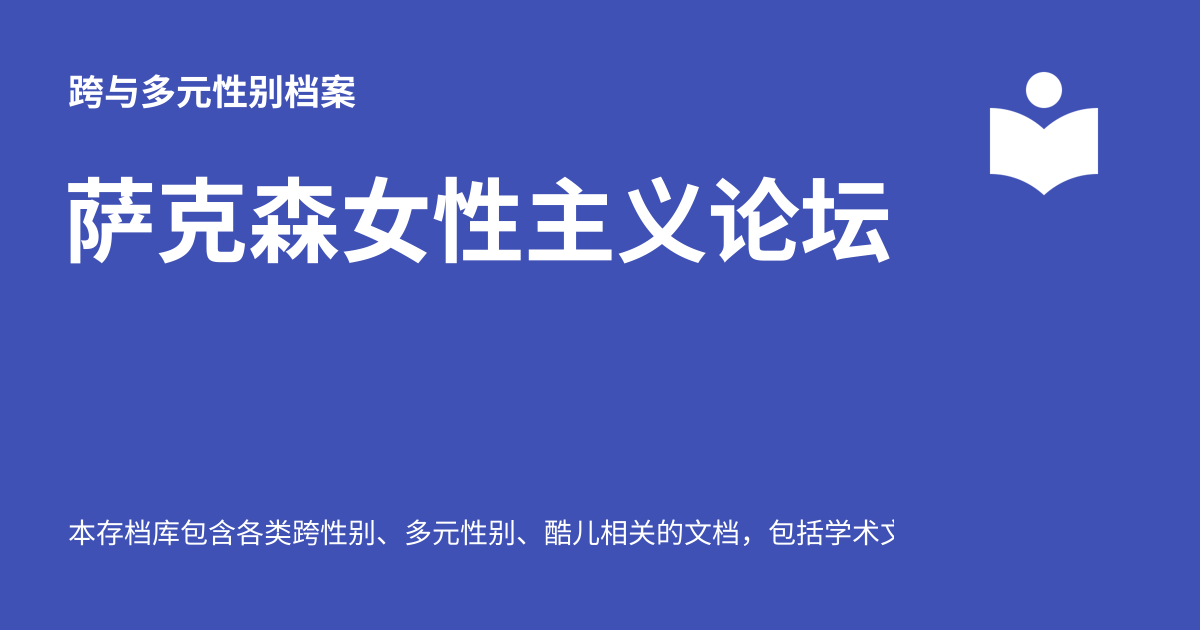 跨与多元性别档案
萨克森女性主义论坛
本存档库包含各类跨性别、多元性别、酷儿相关的文档，包括学术